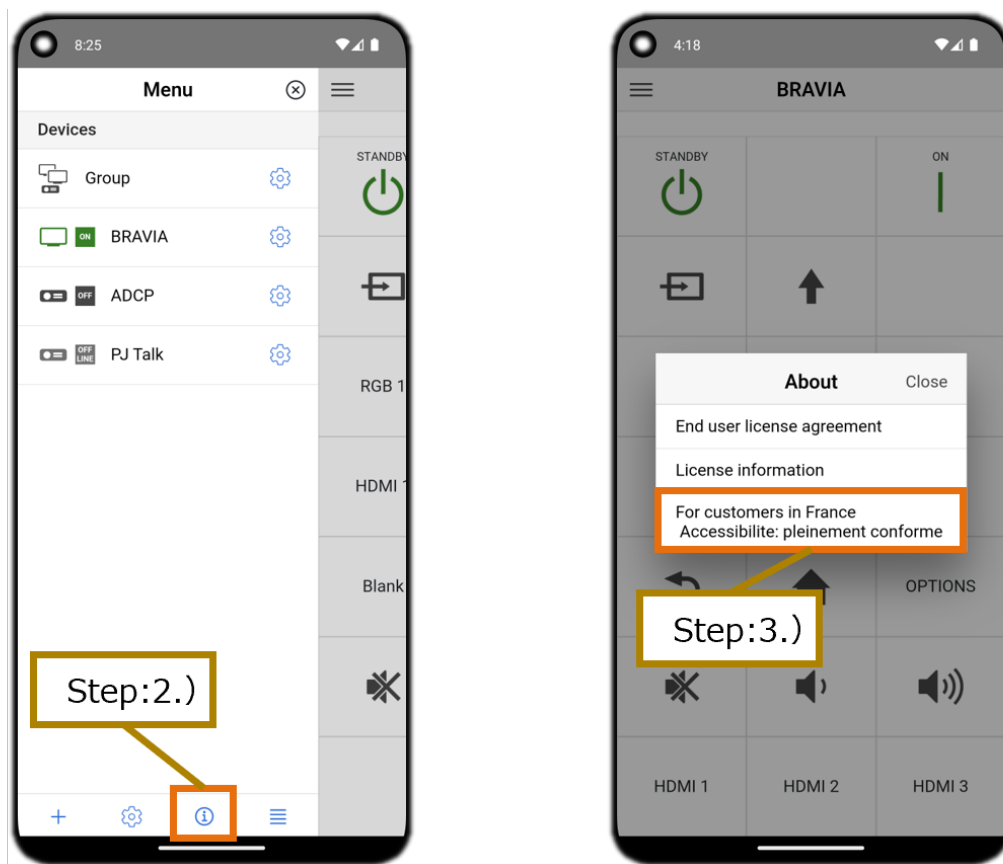 8:25
Menu
Devices
Group
ON
BRAVIA
OFF
ADCP
OFF
LINE
PJ Talk
STANDBY
RGB 1
HDMI 1
Blank
Step:2.)
4:18
BRAVIA
STANDBY
ON
About
Close
End user license agreement
License information
For customers in France
Accessibilite: pleinement conforme
OPTIONS
Step:3.)
HDMI 1
HDMI 2
HDMI 3